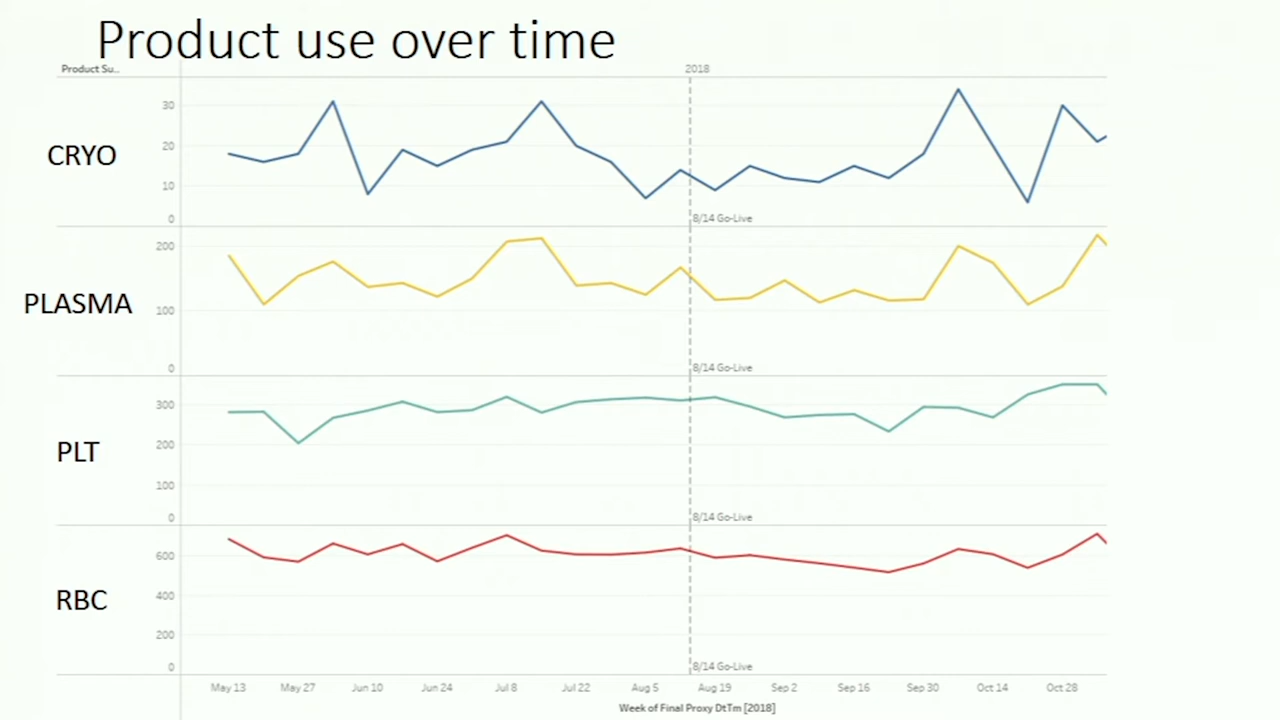 Product use over time
Product Su...
2018
CRYO
30
20
10
0
8/14 Go-Live
PLASMA
200
100
0
8/14 Go-Live
PLT
300
200
100
0
8/14 Go-Live
RBC
600
400
200
0
8/14 Go-Live
May 13 May 27 Jun 10 Jun 24 Jul 8 Jul 22 Aug 5 Aug 19 Sep 2 Sep 16 Sep 30 Oct 14 Oct 28
Week of Final Proxy DtTm [2018]